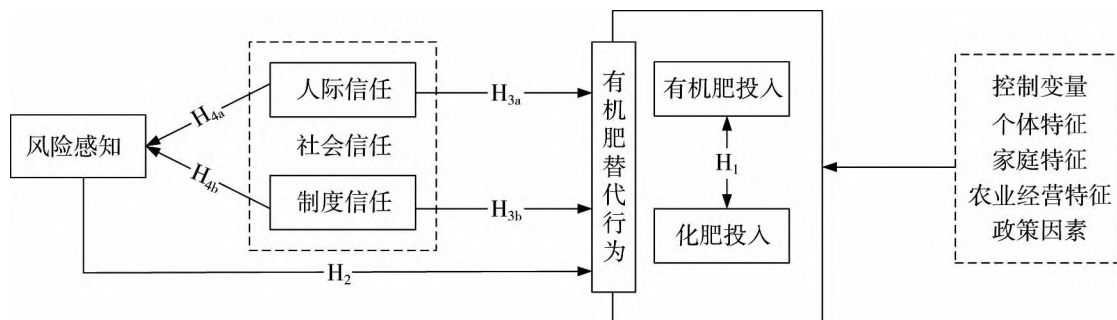 风险感知
H4a
H4b
人际信任
社会信任
制度信任
H3a
H3b
H2
有机肥替代行为
有机肥投入
H1
化肥投入
控制变量
个体特征
家庭特征
农业经营特征
政策因素